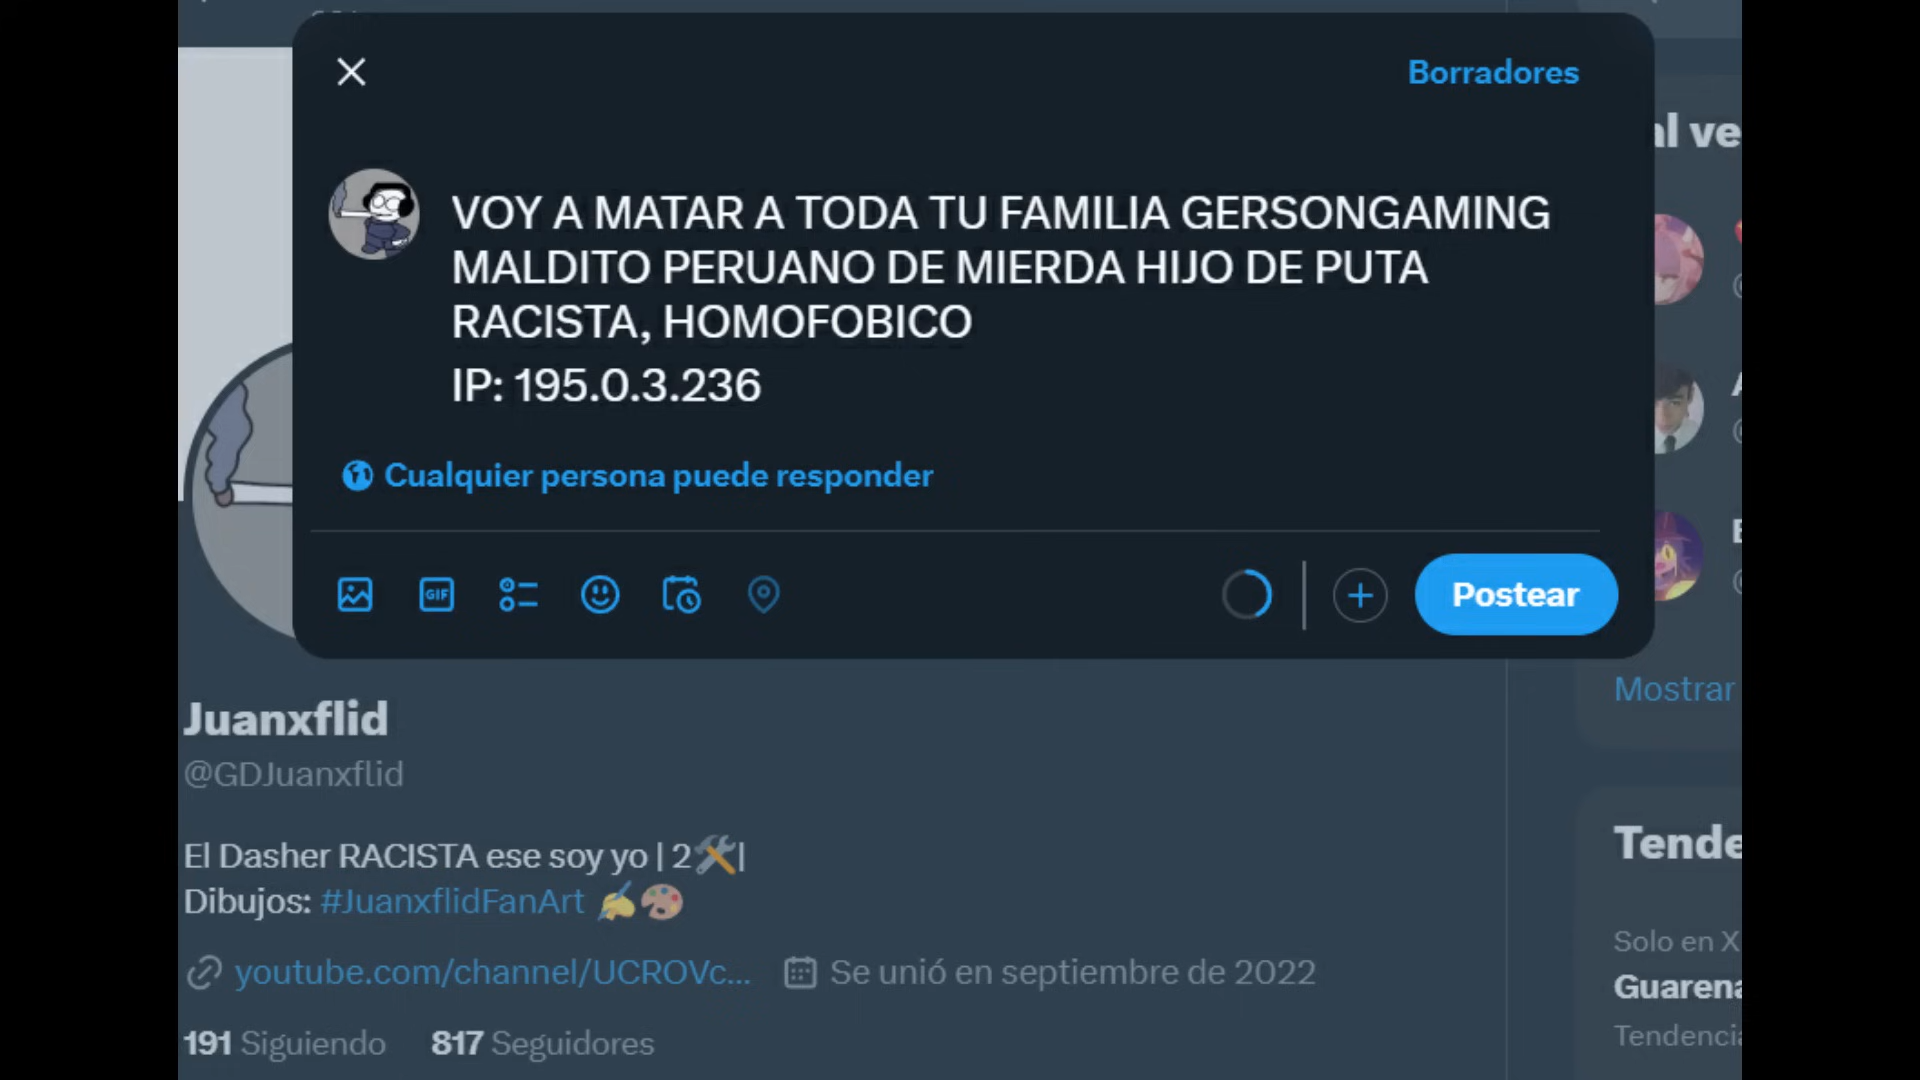 Borradores
al ve
VOY A MATAR A TODA TU FAMILIA GERSONGAMING
MALDITO PERUANO DE MIERDA HIJO DE PUTA
RACISTA, HOMOFOBICO
IP: 195.0.3.236
Cualquier persona puede responder
GIF
Postear
Mostrar
Juanxflid
@GDJuanxflid
El Dasher RACISTA ese soy yo | 2🛠️|
Dibujos: #JuanxflidFanArt ✍️🎨
youtube.com/channel/UCROVc... Se unió en septiembre de 2022
191 Siguiendo 817 Seguidores
Tende
Solo en X
Guarena
Tendencia